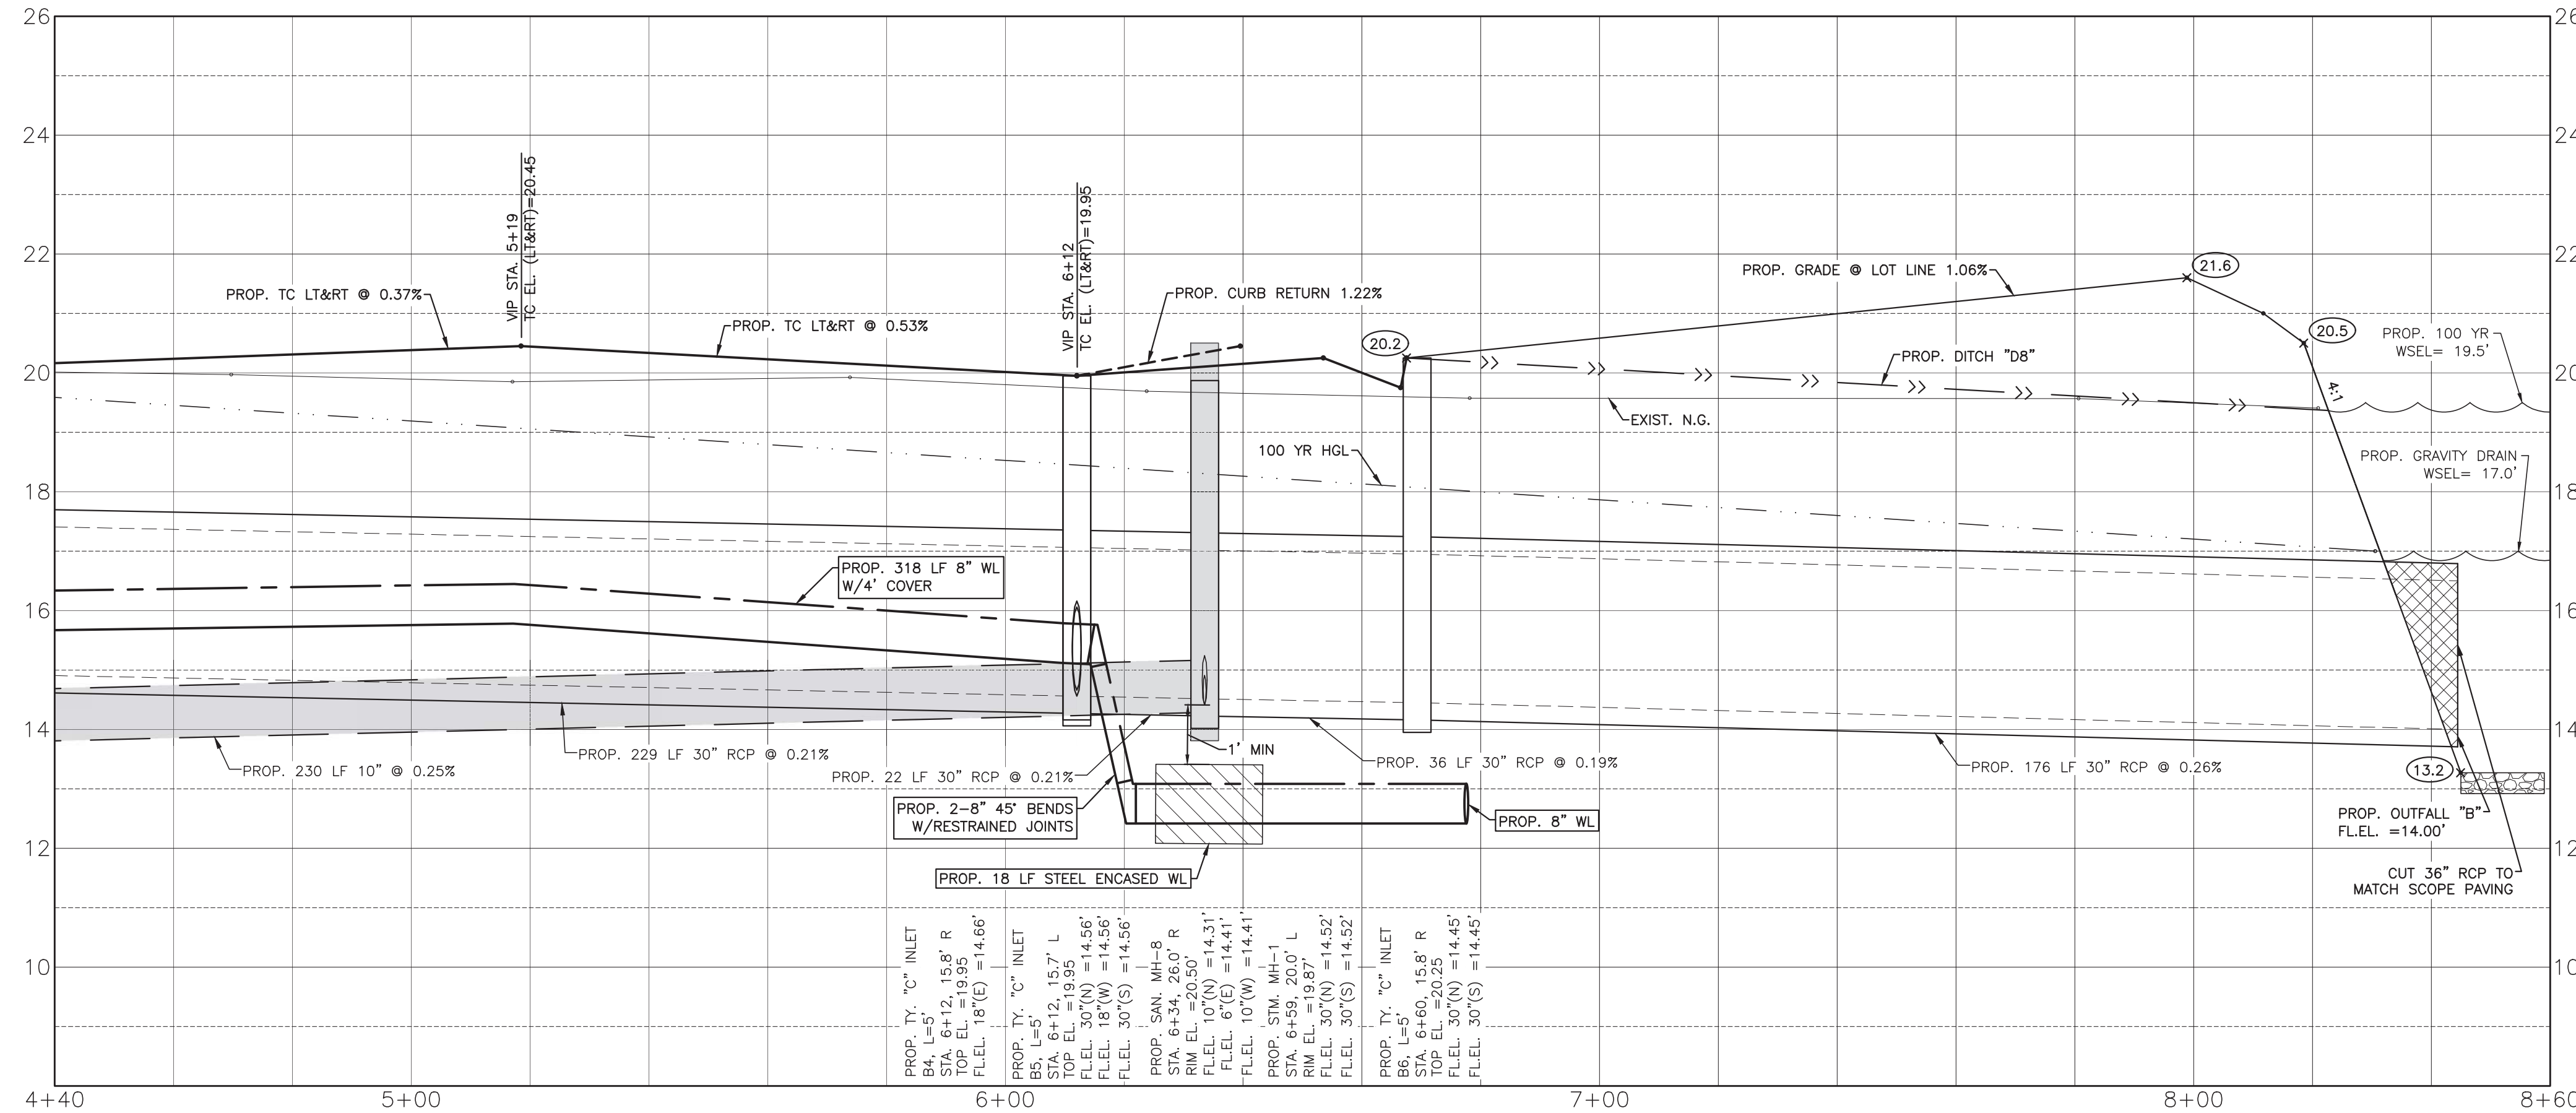 26
24
22
20
18
16
14
12
10
26
24
22
20
18
16
14
12
10
4+40
5+00
6+00
7+00
8+00
8+60
PROP. TC LT&RT @ 0.37%
VIP STA. 5+19
TC EL. (LT&RT)=20.45
PROP. TC LT&RT @ 0.53%
VIP STA. 6+12
TC EL. (LT&RT)=19.95
PROP. CURB RETURN 1.22%
20.2
PROP. GRADE @ LOT LINE 1.06%
21.6
20.5
PROP. 100 YR
WSEL= 19.5'
PROP. DITCH "D8"
4:1
EXIST. N.G.
100 YR HGL
PROP. GRAVITY DRAIN
WSEL= 17.0'
PROP. 318 LF 8" WL
W/4' COVER
PROP. 230 LF 10" @ 0.25%
PROP. 229 LF 30" RCP @ 0.21%
PROP. 22 LF 30" RCP @ 0.21%
1' MIN
PROP. 36 LF 30" RCP @ 0.19%
PROP. 176 LF 30" RCP @ 0.26%
13.2
PROP. 2-8" 45° BENDS
W/RESTRAINED JOINTS
PROP. 8" WL
PROP. OUTFALL "B"
FL.EL. =14.00'
PROP. 18 LF STEEL ENCASED WL
CUT 36" RCP TO
MATCH SCOPE PAVING
PROP. TY. "C" INLET
B4, L=5'
STA. 6+12, 15.8' R
TOP EL. =19.95
FL.EL. 18"(E) =14.66'
PROP. TY. "C" INLET
B5, L=5'
STA. 6+12, 15.7' L
TOP EL. =19.95
FL.EL. 30"(N) =14.56'
FL.EL. 18"(W) =14.56'
FL.EL. 30"(S) =14.56'
PROP. SAN. MH-8
STA. 6+34, 26.0' R
RIM EL. =20.50'
FL.EL. 10"(N) =14.31'
FL.EL. 6"(E) =14.41'
FL.EL. 10"(W) =14.41'
PROP. STM. MH-1
STA. 6+59, 20.0' L
RIM EL. =19.87'
FL.EL. 30"(N) =14.52'
FL.EL. 30"(S) =14.52'
PROP. TY. "C" INLET
B6, L=5'
STA. 6+60, 15.8' R
TOP EL. =20.25
FL.EL. 30"(N) =14.45'
FL.EL. 30"(S) =14.45'